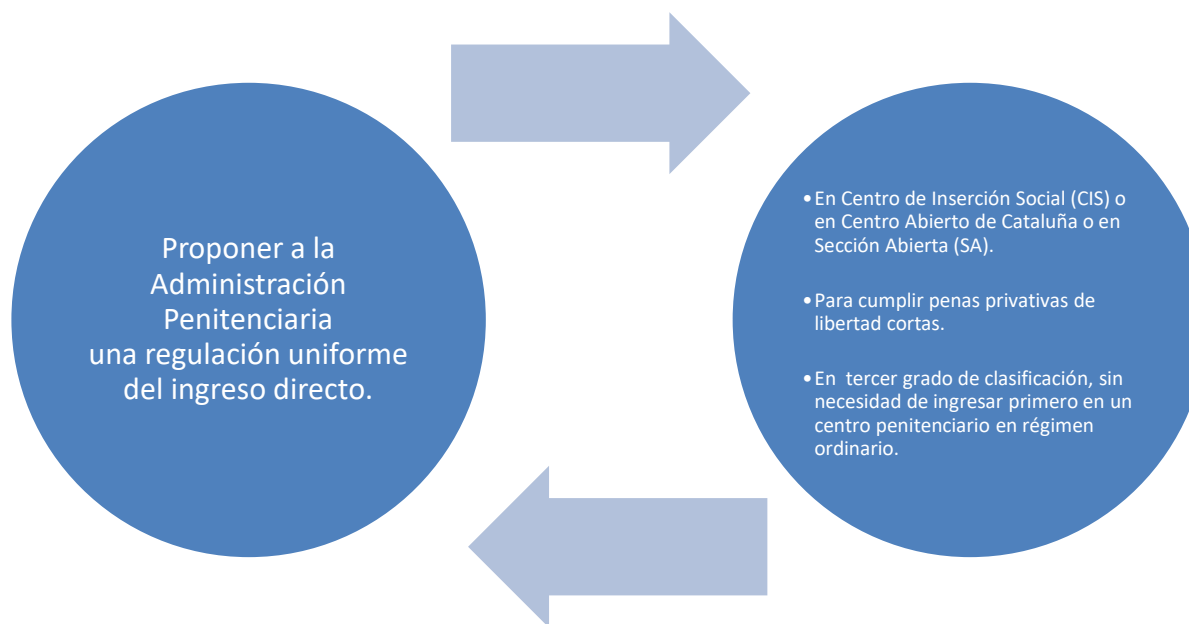 Proponer a la
Administración
Penitenciaria
una regulación uniforme
del ingreso directo.
•En Centro de Inserción Social (CIS) o
en Centro Abierto de Cataluña o en
Sección Abierta (SA).
•Para cumplir penas privativas de
libertad cortas.
•En tercer grado de clasificación, sin
necesidad de ingresar primero en un
centro penitenciario en régimen
ordinario.